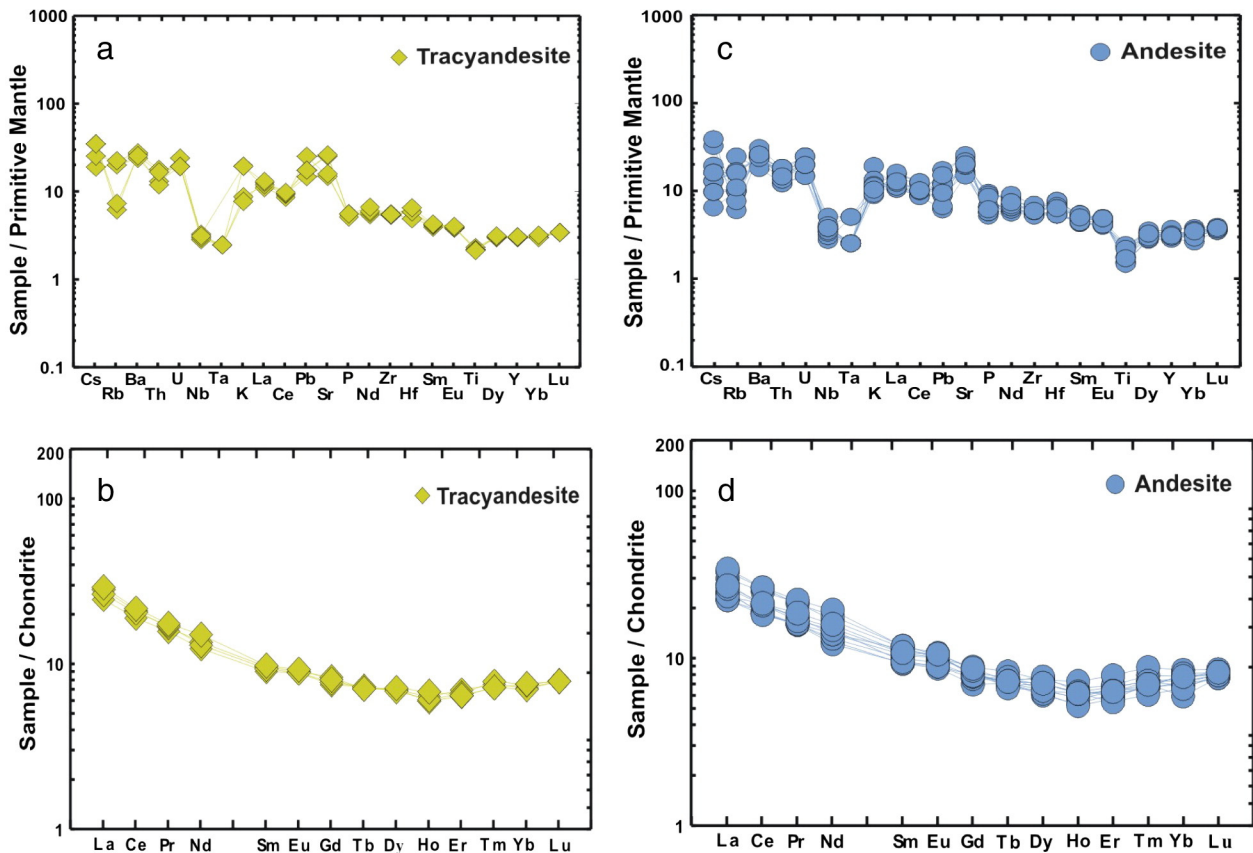 a
Tracyandesite
1000
100
10
1
0.1
Sample / Primitive Mantle
Cs Ba U Ta La Pb P Zr Sm Ti Y Lu
Rb Th Nb K Ce Sr Nd Hf Eu Dy Yb
c
Andesite
1000
100
10
1
0.1
Sample / Primitive Mantle
Cs Ba U Ta La Pb P Zr Sm Ti Y Lu
Rb Th Nb K Ce Sr Nd Hf Eu Dy Yb
b
Tracyandesite
200
100
10
1
Sample / Chondrite
La Ce Pr Nd Sm Eu Gd Tb Dy Ho Er Tm Yb Lu
d
Andesite
200
100
10
1
Sample / Chondrite
La Ce Pr Nd Sm Eu Gd Tb Dy Ho Er Tm Yb Lu